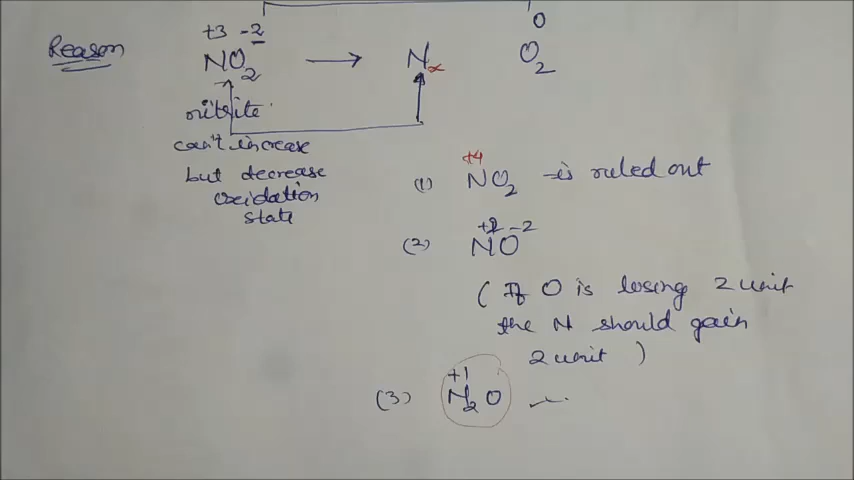 0
+3 -2
Reason NO2 → Nx O2
nitrite
can't increase
but decrease
oxidation
state
+4
(1) NO2 is ruled out
+2 -2
(2) NO
( If O is losing 2 unit
the N should gain
2 unit )
+1
(3) N2O ✓